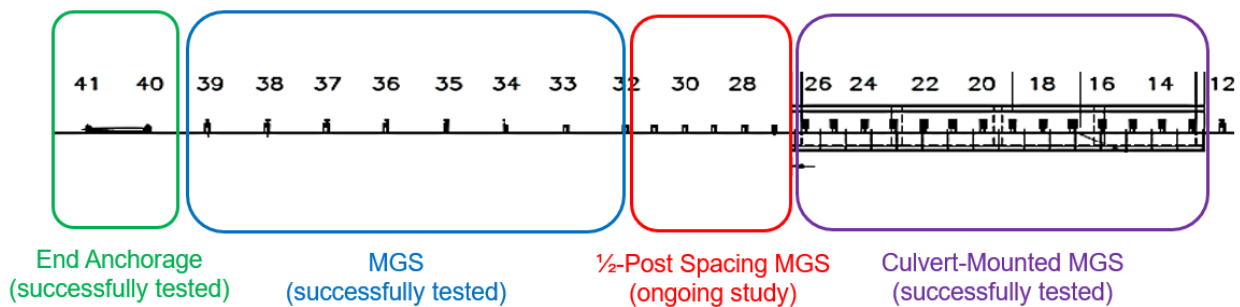 41 40 39 38 37 36 35 34 33 32 30 28 26 24 22 20 18 16 14 12
End Anchorage
(successfully tested)
MGS
(successfully tested)
½-Post Spacing MGS
(ongoing study)
Culvert-Mounted MGS
(successfully tested)